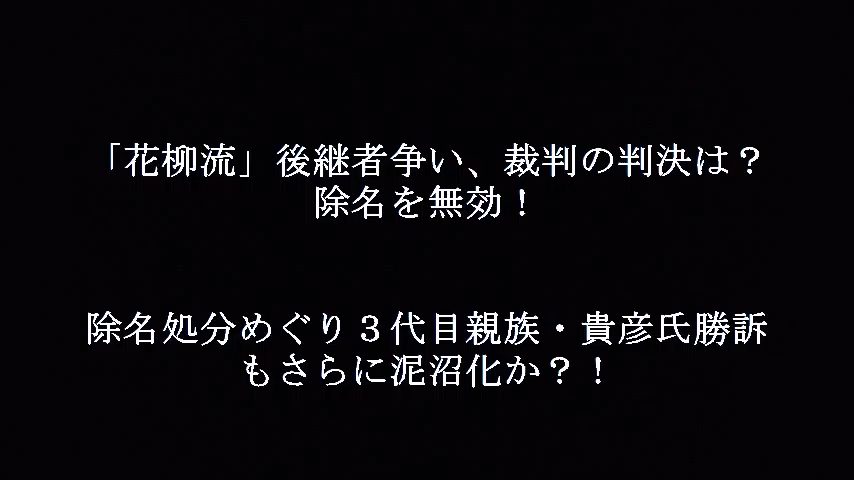 「花柳流」後継者争い、裁判の判決は？
除名を無効！
除名処分めぐり３代目親族・貴彦氏勝訴
もさらに泥沼化か？！